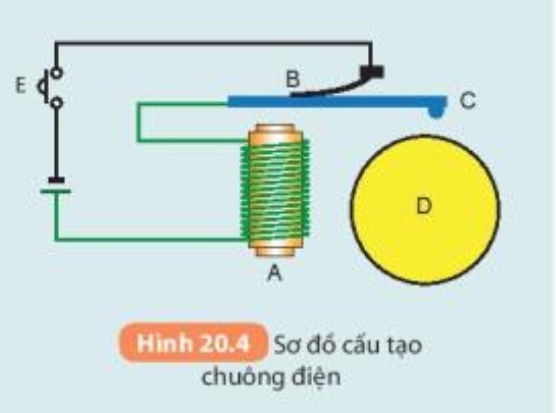 E
B
C
D
A
Hình 20.4 Sơ đồ cấu tạo
chuông điện